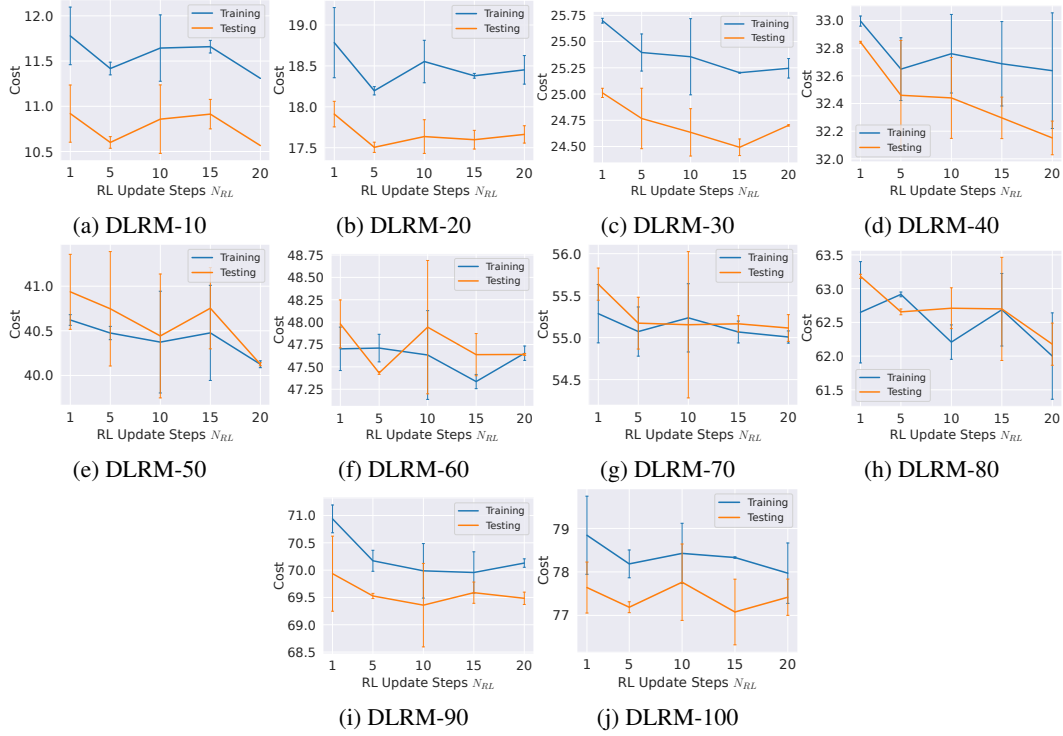 12.0
11.5
11.0
10.5
Cost
Training
Testing
1 5 10 15 20
RL Update Steps N_RL
(a) DLRM-10
19.0
18.5
18.0
17.5
Cost
Training
Testing
1 5 10 15 20
RL Update Steps N_RL
(b) DLRM-20
25.75
25.50
25.25
25.00
24.75
24.50
Cost
Training
Testing
1 5 10 15 20
RL Update Steps N_RL
(c) DLRM-30
33.0
32.8
32.6
32.4
32.2
32.0
Cost
Training
Testing
1 5 10 15 20
RL Update Steps N_RL
(d) DLRM-40
41.0
40.5
40.0
Cost
Training
Testing
1 5 10 15 20
RL Update Steps N_RL
(e) DLRM-50
48.75
48.50
48.25
48.00
47.75
47.50
47.25
Cost
Training
Testing
1 5 10 15 20
RL Update Steps N_RL
(f) DLRM-60
56.0
55.5
55.0
54.5
Cost
Training
Testing
1 5 10 15 20
RL Update Steps N_RL
(g) DLRM-70
63.5
63.0
62.5
62.0
61.5
Cost
Training
Testing
1 5 10 15 20
RL Update Steps N_RL
(h) DLRM-80
71.0
70.5
70.0
69.5
69.0
68.5
Cost
Training
Testing
1 5 10 15 20
RL Update Steps N_RL
(i) DLRM-90
79
78
77
Cost
Training
Testing
1 5 10 15 20
RL Update Steps N_RL
(j) DLRM-100